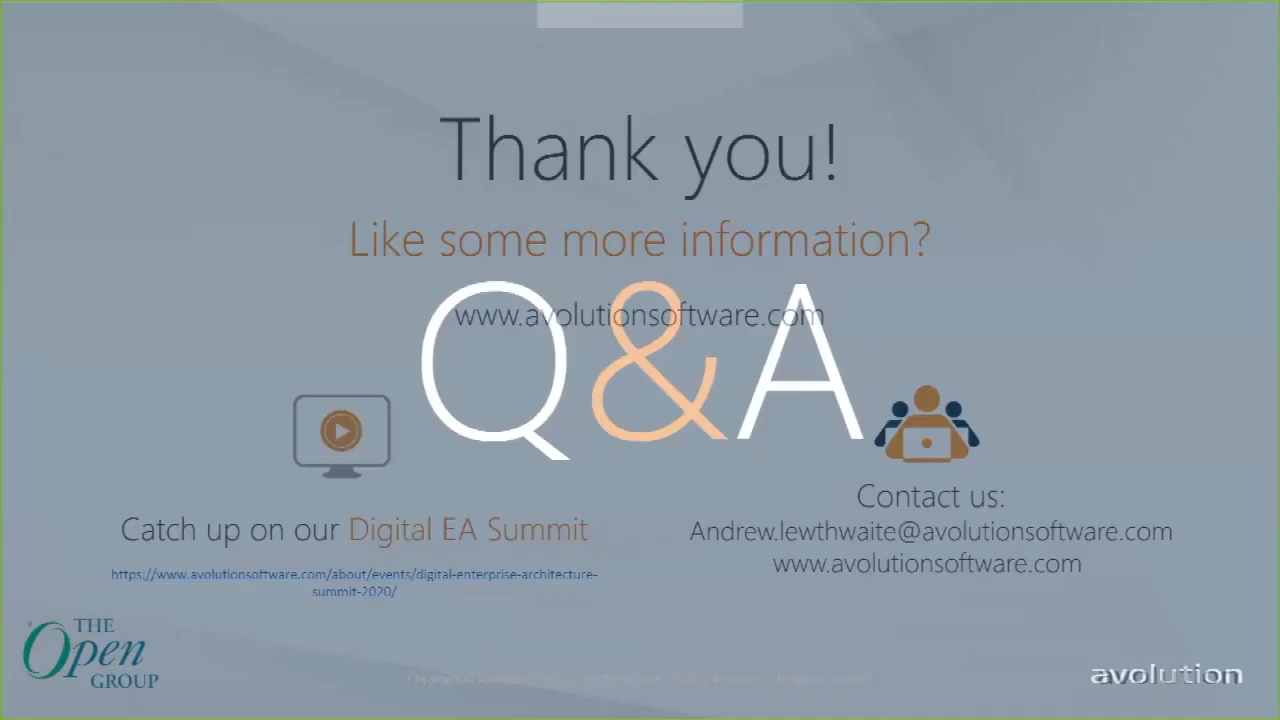 Thank you!
Like some more information?
www.avolutionsoftware.com
Q&A
Catch up on our Digital EA Summit
https://www.avolutionsoftware.com/about/events/digital-enterprise-architecture-
summit-2020/
Contact us:
Andrew.lewthwaite@avolutionsoftware.com
www.avolutionsoftware.com
THE
Open
GROUP
avolution